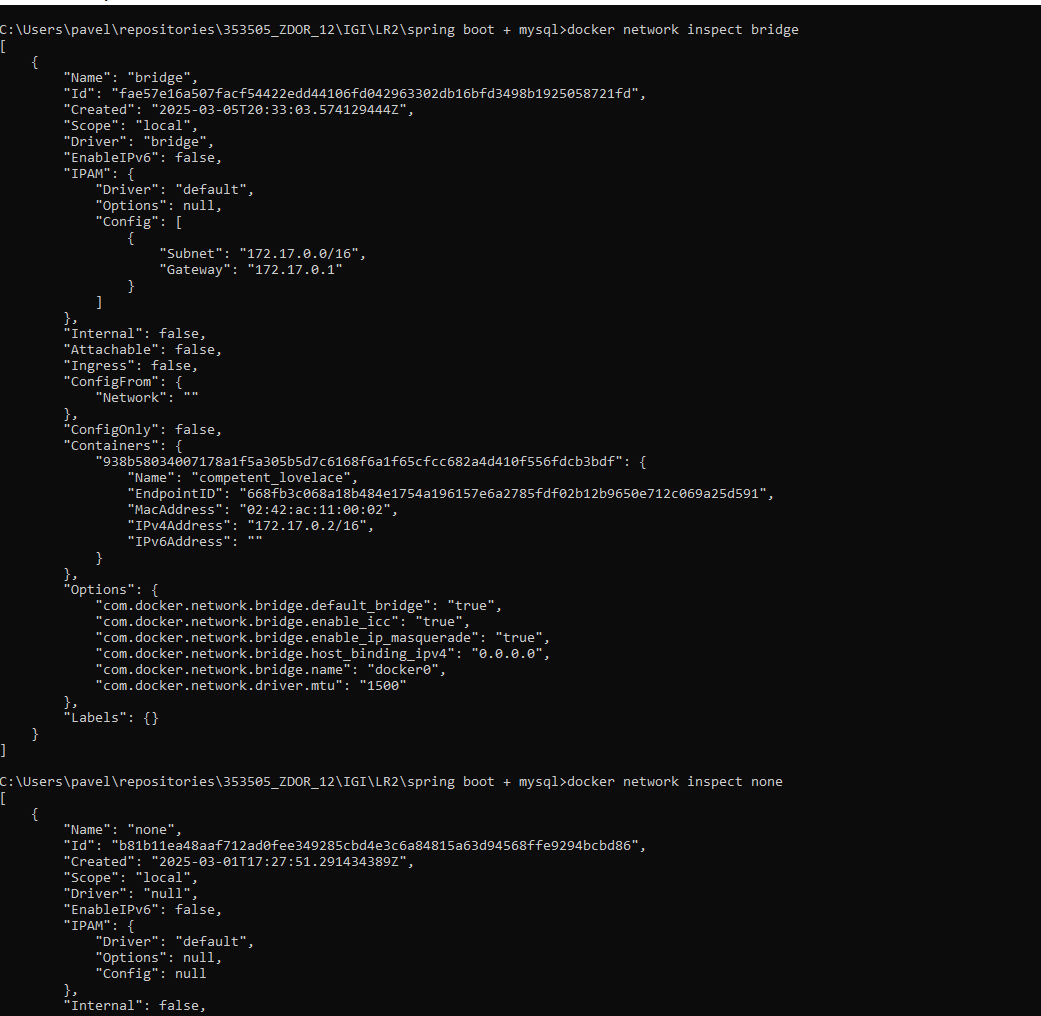 C:\Users\pavel\repositories\353505_ZDOR_12\IGI\LR2\spring boot + mysql>docker network inspect bridge
[
    {
        "Name": "bridge",
        "Id": "fae57e16a507facf54422edd44106fd042963302db16bfd3498b1925058721fd",
        "Created": "2025-03-05T20:33:03.574129444Z",
        "Scope": "local",
        "Driver": "bridge",
        "EnableIPv6": false,
        "IPAM": {
            "Driver": "default",
            "Options": null,
            "Config": [
                {
                    "Subnet": "172.17.0.0/16",
                    "Gateway": "172.17.0.1"
                }
            ]
        },
        "Internal": false,
        "Attachable": false,
        "Ingress": false,
        "ConfigFrom": {
            "Network": ""
        },
        "ConfigOnly": false,
        "Containers": {
            "938b58034007178a1f5a305b5d7c6168f6a1f65cfcc682a4d410f556fdcb3bdf": {
                "Name": "competent_lovelace",
                "EndpointID": "668fb3c068a18b484e1754a196157e6a2785fdf02b12b9650e712c069a25d591",
                "MacAddress": "02:42:ac:11:00:02",
                "IPv4Address": "172.17.0.2/16",
                "IPv6Address": ""
            }
        },
        "Options": {
            "com.docker.network.bridge.default_bridge": "true",
            "com.docker.network.bridge.enable_icc": "true",
            "com.docker.network.bridge.enable_ip_masquerade": "true",
            "com.docker.network.bridge.host_binding_ipv4": "0.0.0.0",
            "com.docker.network.bridge.name": "docker0",
            "com.docker.network.driver.mtu": "1500"
        },
        "Labels": {}
    }
]
C:\Users\pavel\repositories\353505_ZDOR_12\IGI\LR2\spring boot + mysql>docker network inspect none
[
    {
        "Name": "none",
        "Id": "b81b11ea48aaf712ad0fee349285cbd4e3c6a84815a63d94568ffe9294bcbd86",
        "Created": "2025-03-01T17:27:51.291434389Z",
        "Scope": "local",
        "Driver": "null",
        "EnableIPv6": false,
        "IPAM": {
            "Driver": "default",
            "Options": null,
            "Config": null
        },
        "Internal": false,